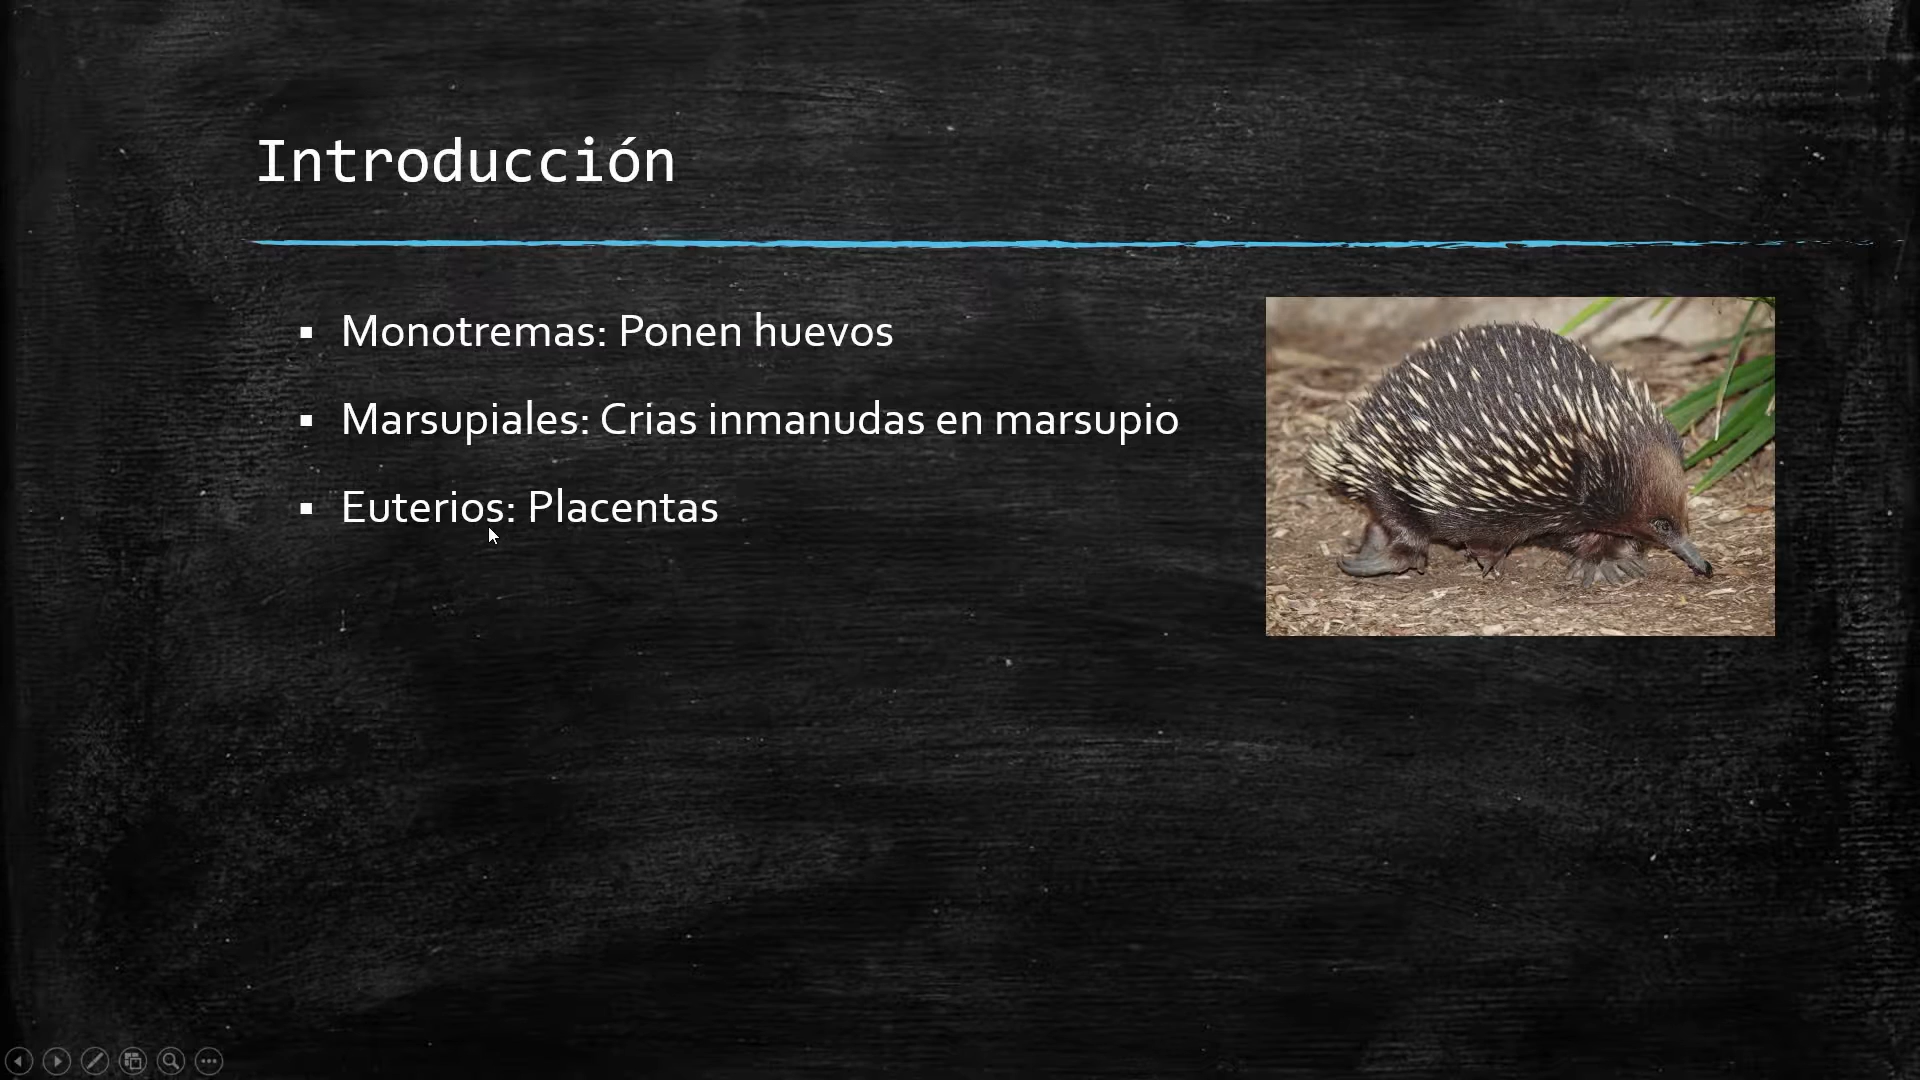 Introducción
Monotremas: Ponen huevos
Marsupiales: Crias inmanudas en marsupio
Euterios: Placentas